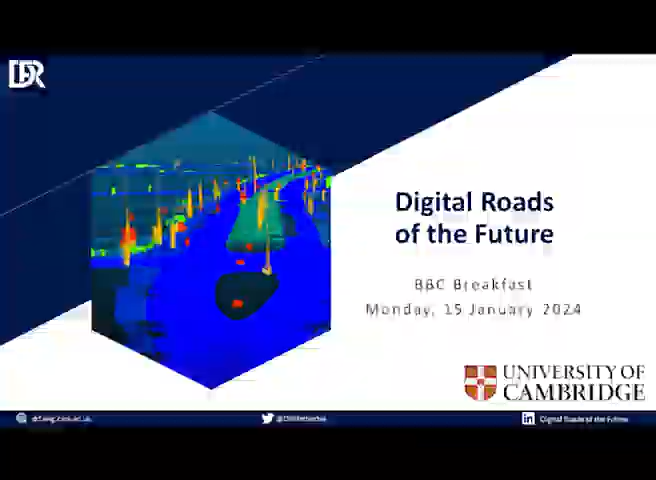 DR
Digital Roads
of the Future
BBC Breakfast
Monday, 15 January 2024
UNIVERSITY OF
CAMBRIDGE
Digital Roads of the Future